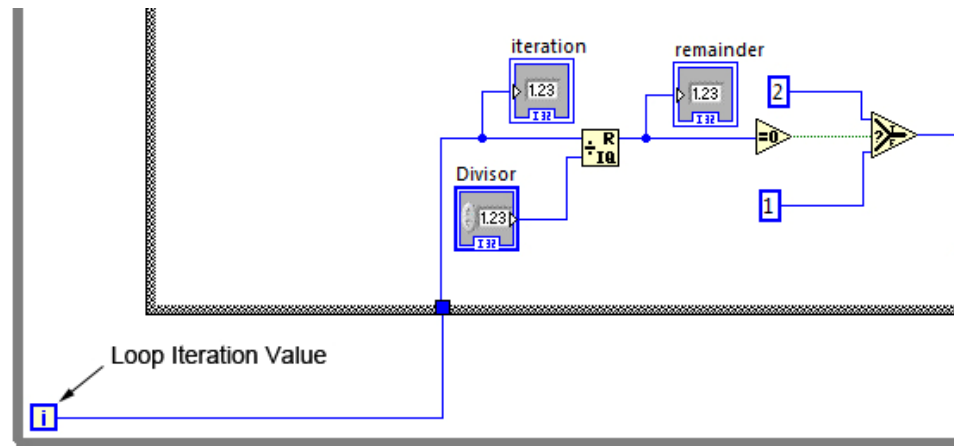 iteration
remainder
1.23
I32
1.23
I32
2
R
IQ
=0
?
T
F
Divisor
1.23
I32
1
Loop Iteration Value
i